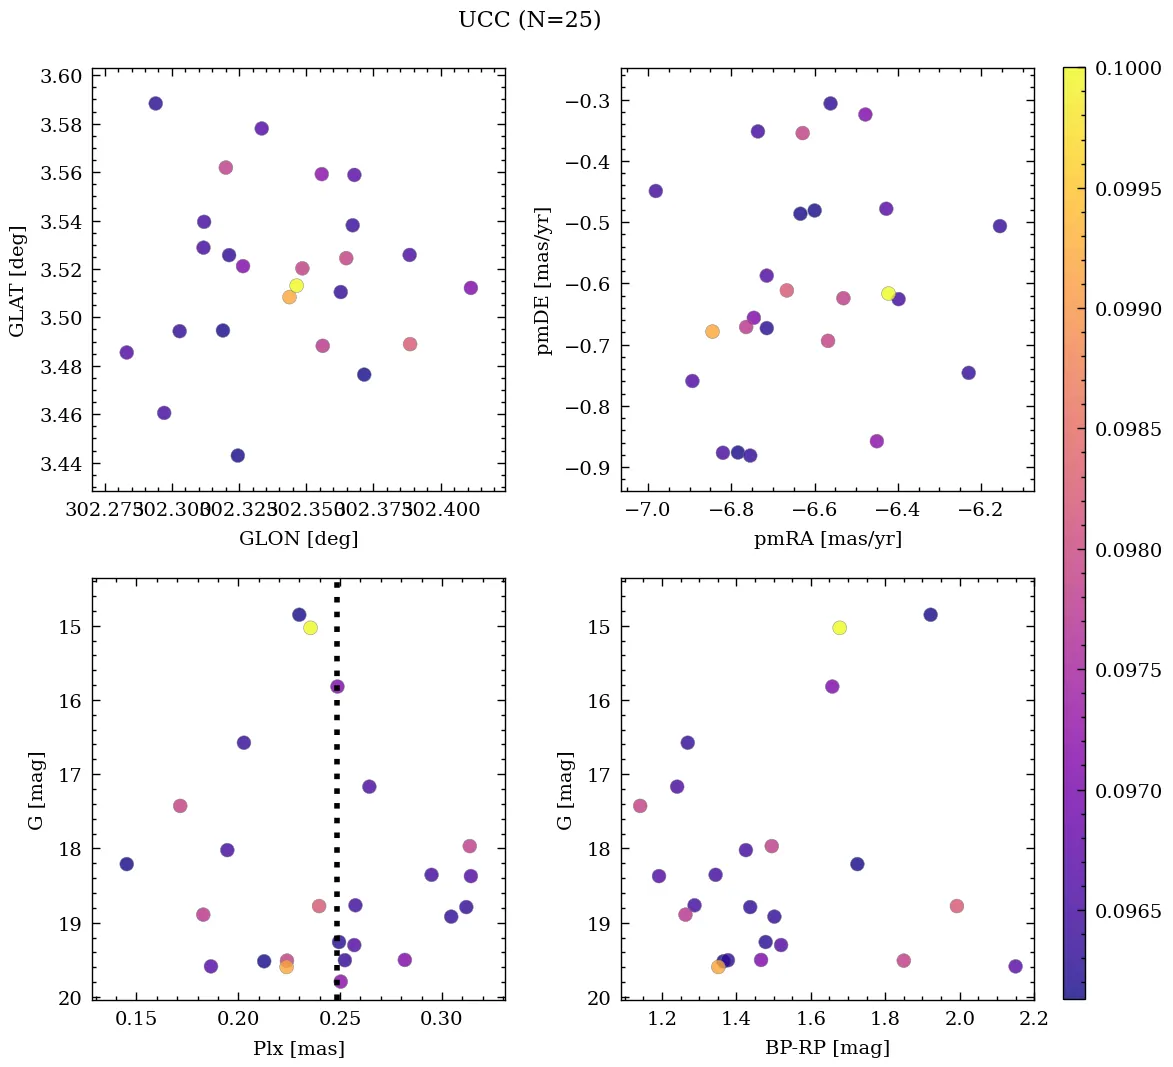 UCC (N=25)
3.60
3.58
3.56
3.54
3.52
3.50
3.48
3.46
3.44
GLAT [deg]
302.275 302.300 302.325 302.350 302.375 302.400
GLON [deg]
−0.3
−0.4
−0.5
−0.6
−0.7
−0.8
−0.9
pmDE [mas/yr]
−7.0 −6.8 −6.6 −6.4 −6.2
pmRA [mas/yr]
15
16
17
18
19
20
G [mag]
0.15 0.20 0.25 0.30
Plx [mas]
15
16
17
18
19
20
G [mag]
1.2 1.4 1.6 1.8 2.0 2.2
BP-RP [mag]
0.1000
0.0995
0.0990
0.0985
0.0980
0.0975
0.0970
0.0965